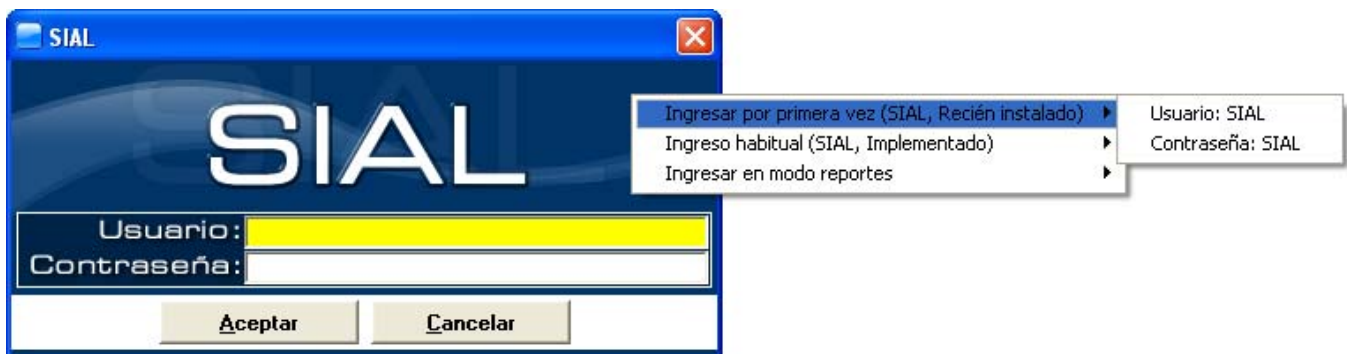 SIAL
SIAL
Usuario:
Contraseña:
Aceptar
Cancelar
Ingresar por primera vez (SIAL, Recién instalado)
Ingreso habitual (SIAL, Implementado)
Ingresar en modo reportes
Usuario: SIAL
Contraseña: SIAL